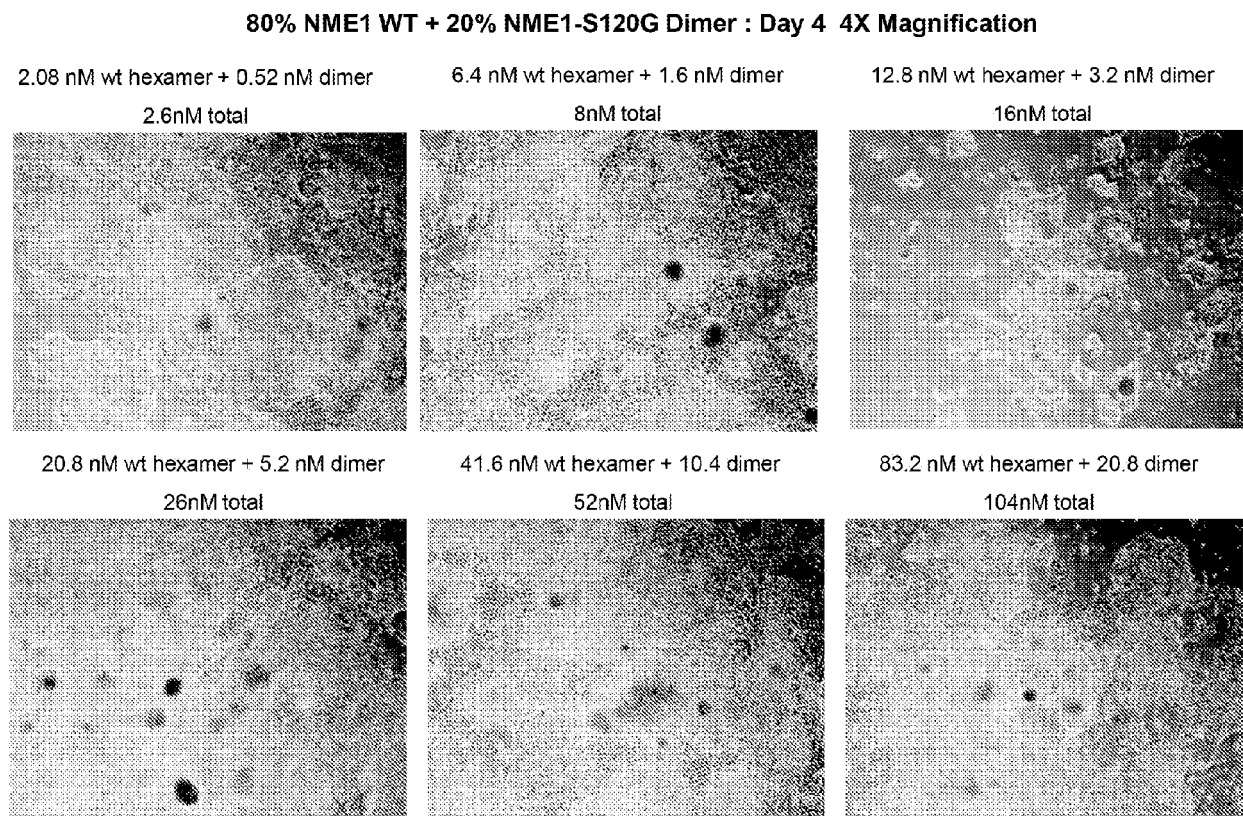 80% NME1 WT + 20% NME1-S120G Dimer : Day 4 4X Magnification
2.08 nM wt hexamer + 0.52 nM dimer
2.6nM total
6.4 nM wt hexamer + 1.6 nM dimer
8nM total
12.8 nM wt hexamer + 3.2 nM dimer
16nM total
20.8 nM wt hexamer + 5.2 nM dimer
26nM total
41.6 nM wt hexamer + 10.4 dimer
52nM total
83.2 nM wt hexamer + 20.8 dimer
104nM total